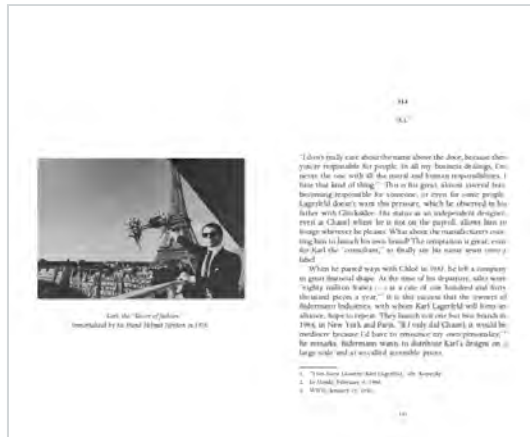 Karl, the "Kaiser of fashion,"
immortalized by his friend Helmut Newton in
"K.L."
"I don't really care about the name above the door, because then
you're responsible for people. In all my business dealings, I'm
never the one with all the moral and human responsibilities. I
hate that kind of thing." This is his great, almost visceral fear:
becoming responsible for someone, or even for some people.
Lagerfeld doesn't want this pressure, which he observed in his
father with Glücksklee. His status as an independent designer,
even at Chanel where he is not on the payroll, allows him to
forage wherever he pleases. What about the manufacturers
him to launch his own brand? The temptation is great, even
for Karl the "consultant," to finally see his name sewn onto a
label.
When he parted ways with Chloé in he left a company
in great financial shape. At the time of his departure, sales were
"eighty million francs at a rate of one hundred and forty
thousand pieces a year." It is this success that the owners of
Bidermann Industries, with whom Karl Lagerfeld will form an
alliance, hope to repeat. They launch not one but two brands in
1984, in New York and Paris. "If I only did Chanel, it would be
mediocre because I'd have to renounce my own personality,"
he remarks. Bidermann wants to distribute Karl's designs on a
large scale and at so-called accessible prices.
2. Le Monde, February
3. WWD, January